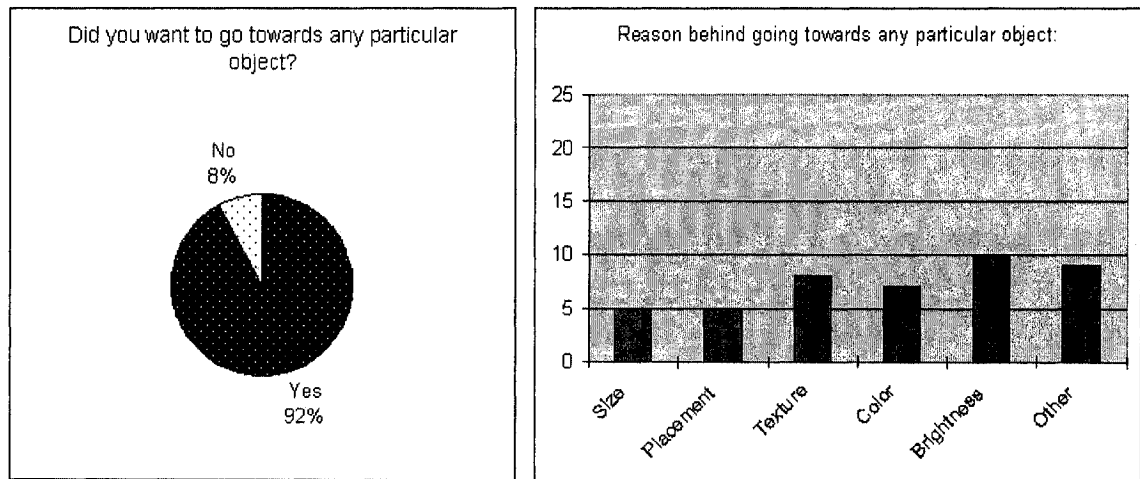 Did you want to go towards any particular
object?
No
8%
Yes
92%
Reason behind going towards any particular object:
25
20
15
10
5
0
Size
Placement
Texture
Color
Brightness
Other